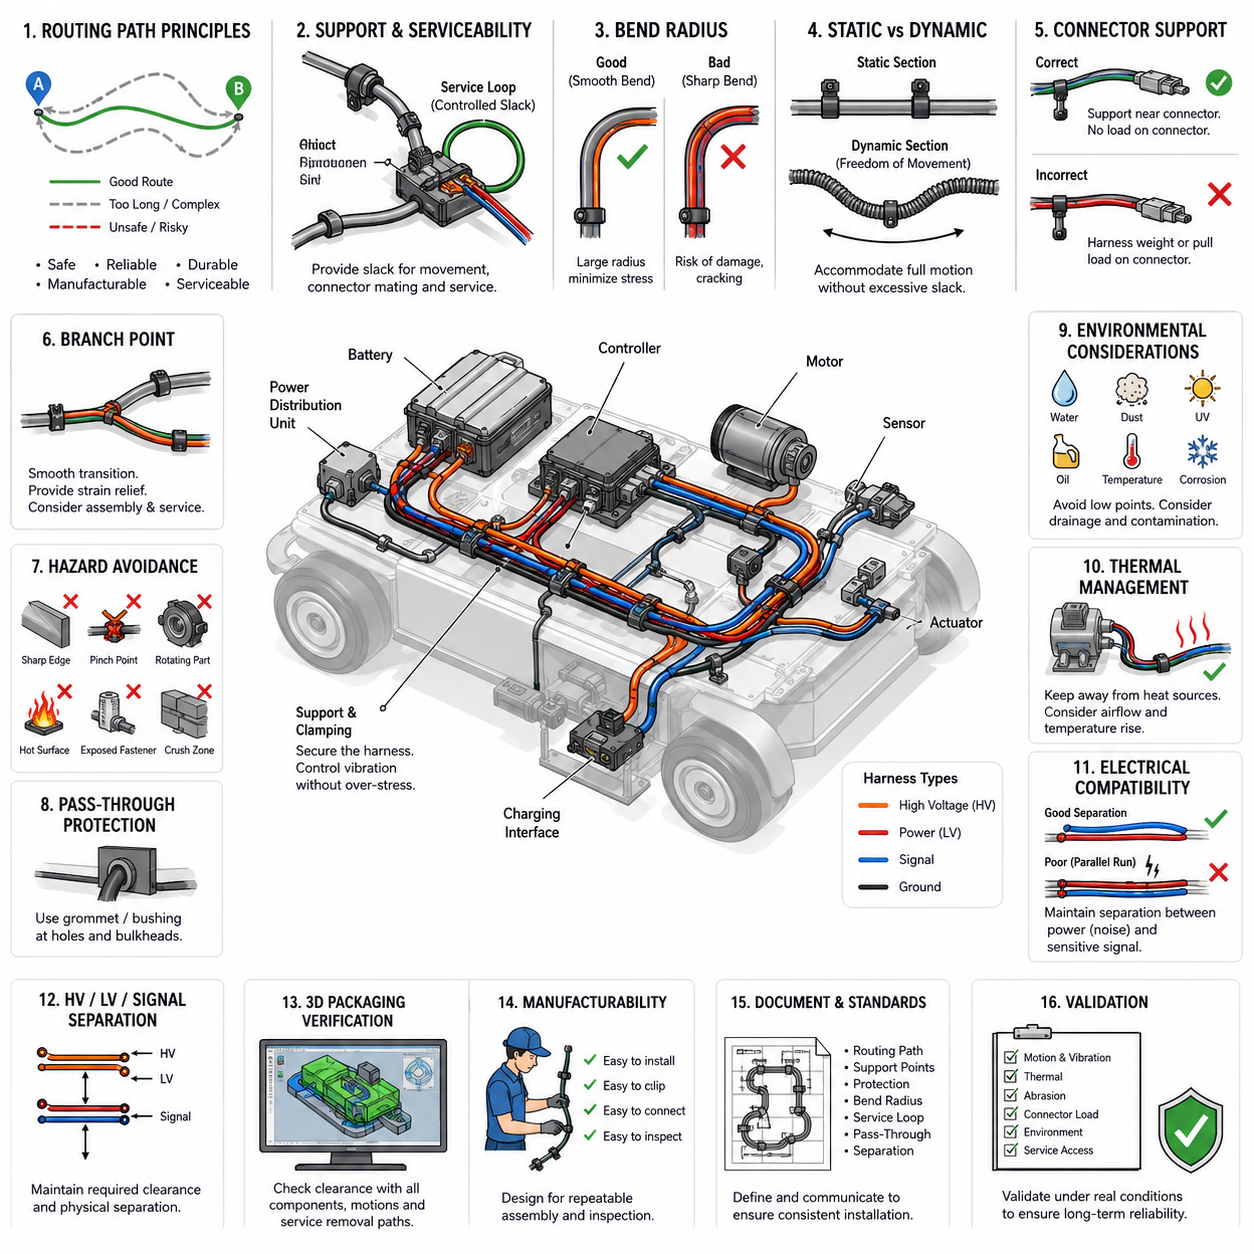 1. ROUTING PATH PRINCIPLES
A
B
Good Route
Too Long / Complex
Unsafe / Risky
• Safe • Reliable • Durable
• Manufacturable • Serviceable
2. SUPPORT & SERVICEABILITY
Service Loop
(Controlled Slack)
Provide slack for movement,
connector mating and service.
3. BEND RADIUS
Good
(Smooth Bend)
Bad
(Sharp Bend)
Large radius
minimize stress
Risk of damage,
cracking
4. STATIC vs DYNAMIC
Static Section
Dynamic Section
(Freedom of Movement)
Accommodate full motion
without excessive slack.
5. CONNECTOR SUPPORT
Correct
Support near connector.
No load on connector.
Incorrect
Harness weight or pull
load on connector.
6. BRANCH POINT
Smooth transition.
Provide strain relief.
Consider assembly & service.
7. HAZARD AVOIDANCE
Sharp Edge
Pinch Point
Rotating Part
Hot Surface
Exposed Fastener
Crush Zone
8. PASS-THROUGH
PROTECTION
Use grommet / bushing
at holes and bulkheads.
Battery
Controller
Motor
Power
Distribution
Unit
Sensor
Actuator
Support &
Clamping
Secure the harness.
Control vibration
without over-stress.
Charging
Interface
Harness Types
High Voltage (HV)
Power (LV)
Signal
Ground
9. ENVIRONMENTAL
CONSIDERATIONS
Water
Dust
UV
Oil
Temperature
Corrosion
Avoid low points. Consider
drainage and contamination.
10. THERMAL
MANAGEMENT
Keep away from heat sources.
Consider airflow and
temperature rise.
11. ELECTRICAL
COMPATIBILITY
Good Separation
Poor (Parallel Run)
Maintain separation between
power (noise) and
sensitive signal.
12. HV / LV / SIGNAL
SEPARATION
HV
LV
Signal
Maintain required clearance
and physical separation.
13. 3D PACKAGING
VERIFICATION
Check clearance with all
components, motions and
service removal paths.
14. MANUFACTURABILITY
Easy to install
Easy to clip
Easy to connect
Easy to inspect
Design for repeatable
assembly and inspection.
15. DOCUMENT & STANDARDS
• Routing Path
• Support Points
• Protection
• Bend Radius
• Service Loop
• Pass-Through
• Separation
Define and communicate to
ensure consistent installation.
16. VALIDATION
Motion & Vibration
Thermal
Abrasion
Connector Load
Environment
Service Access
Validate under real conditions
to ensure long-term reliability.